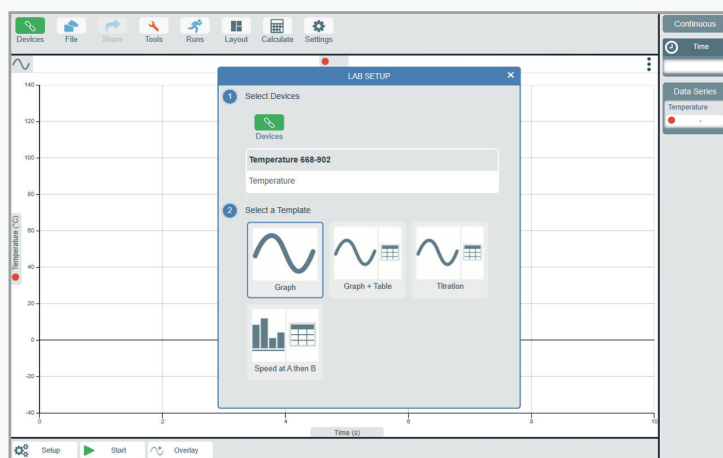 Devices File Share Tools Runs Layout Calculate Settings
Continuous
Time
Data Series
Temperature
-
LAB SETUP ×
1 Select Devices
Devices
Temperature 668-902
Temperature
2 Select a Template
Graph
Graph + Table
Titration
Speed at A then B
Temperature (°C)
140
120
100
80
60
40
20
0
-20
-40
0 2 4 6 8 10
Time (s)
Setup Start Overlay